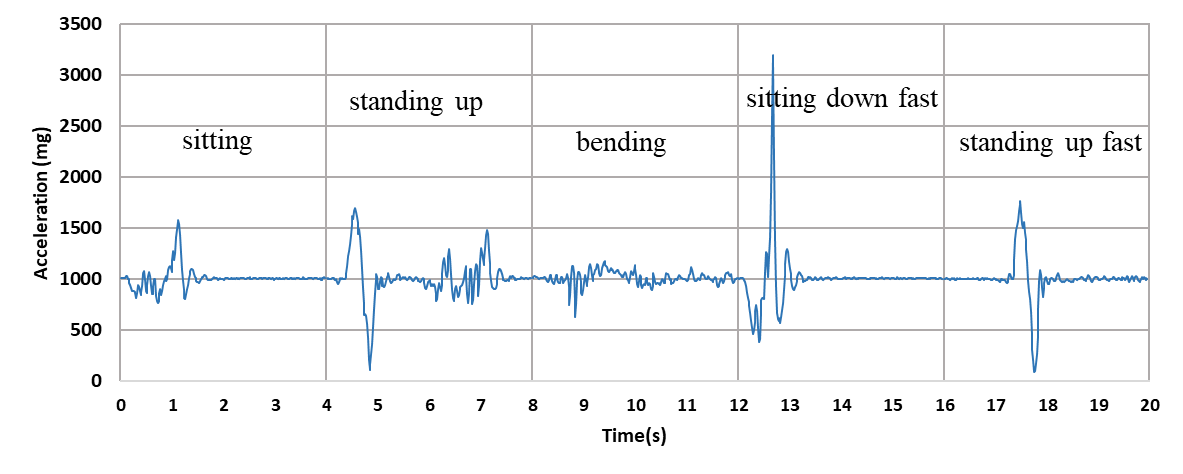 3500
3000
2500
2000
1500
1000
500
0
Acceleration (mg)
sitting
standing up
bending
sitting down fast
standing up fast
0 1 2 3 4 5 6 7 8 9 10 11 12 13 14 15 16 17 18 19 20
Time(s)